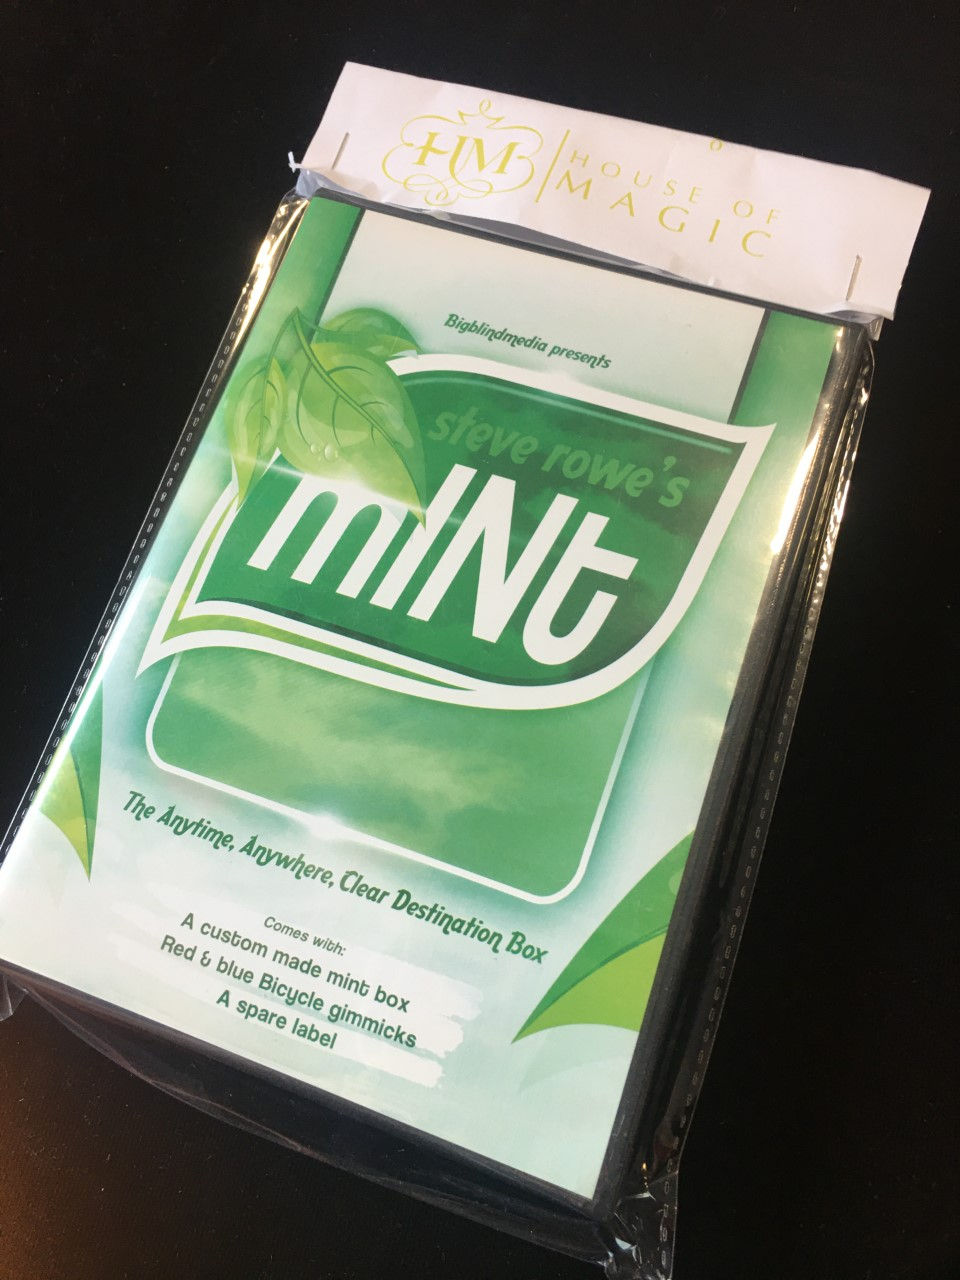 HM
HOUSE OF
MAGIC
Bigblindmedia presents
steve rowe's
mINt
The Anytime, Anywhere, Clear Destination Box
Comes with:
A custom made mint box
Red & blue Bicycle gimmicks
A spare label